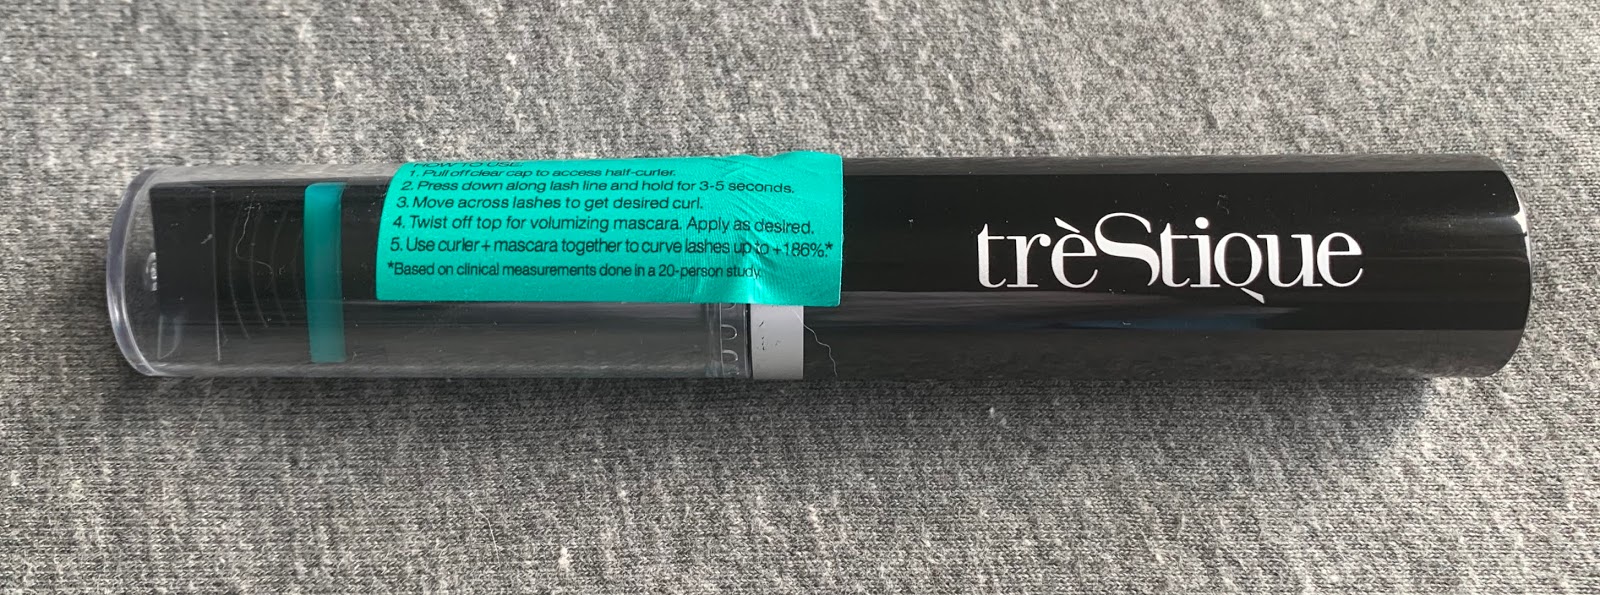 HOW TO USE
1. Pull off clear cap to access half-curler.
2. Press down along lash line and hold for 3-5 seconds.
3. Move across lashes to get desired curl.
4. Twist off top for volumizing mascara. Apply as desired.
5. Use curler + mascara together to curve lashes up to +186%.*
*Based on clinical measurements done in a 20-person study.
trèStique